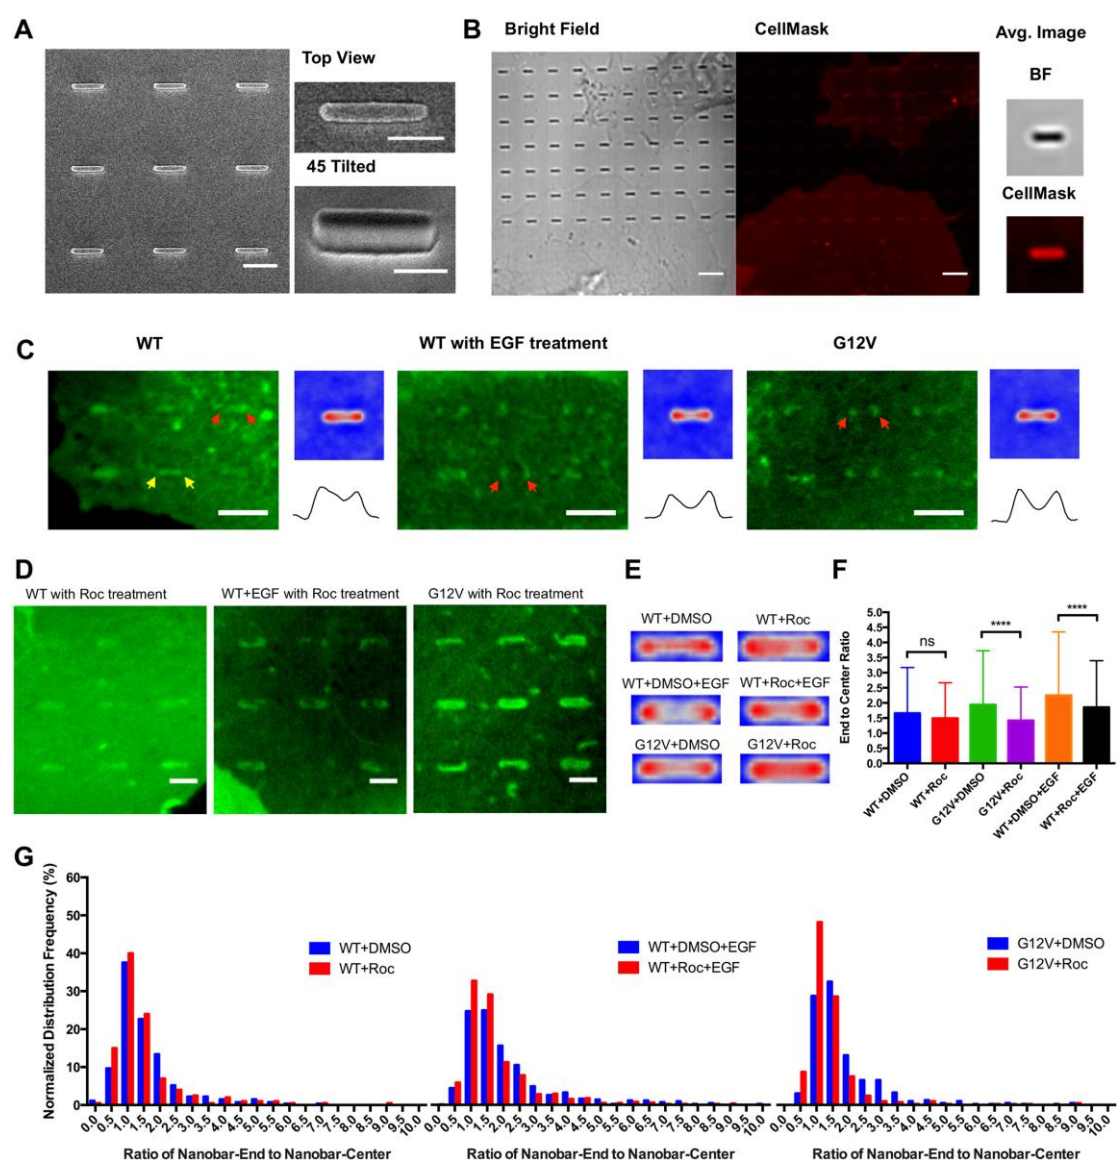 A
Top View
45 Tilted
B
Bright Field
CellMask
Avg. Image
BF
CellMask
C
WT
WT with EGF treatment
G12V
D
WT with Roc treatment
WT+EGF with Roc treatment
G12V with Roc treatment
E
WT+DMSO
WT+Roc
WT+DMSO+EGF
WT+Roc+EGF
G12V+DMSO
G12V+Roc
F
End to Center Ratio
5.0
4.5
4.0
3.5
3.0
2.5
2.0
1.5
1.0
0.5
0.0
ns
****
****
WT+DMSO
WT+Roc
G12V+DMSO
G12V+Roc
WT+DMSO+EGF
WT+Roc+EGF
G
Normalized Distribution Frequency (%)
60
50
40
30
20
10
0
WT+DMSO
WT+Roc
0.0 0.5 1.0 1.5 2.0 2.5 3.0 3.5 4.0 4.5 5.0 5.5 6.0 6.5 7.0 7.5 8.0 8.5 9.0 9.5 10.0
Ratio of Nanobar-End to Nanobar-Center
WT+DMSO+EGF
WT+Roc+EGF
0.0 0.5 1.0 1.5 2.0 2.5 3.0 3.5 4.0 4.5 5.0 5.5 6.0 6.5 7.0 7.5 8.0 8.5 9.0 9.5 10.0
Ratio of Nanobar-End to Nanobar-Center
G12V+DMSO
G12V+Roc
0.0 0.5 1.0 1.5 2.0 2.5 3.0 3.5 4.0 4.5 5.0 5.5 6.0 6.5 7.0 7.5 8.0 8.5 9.0 9.5 10.0
Ratio of Nanobar-End to Nanobar-Center